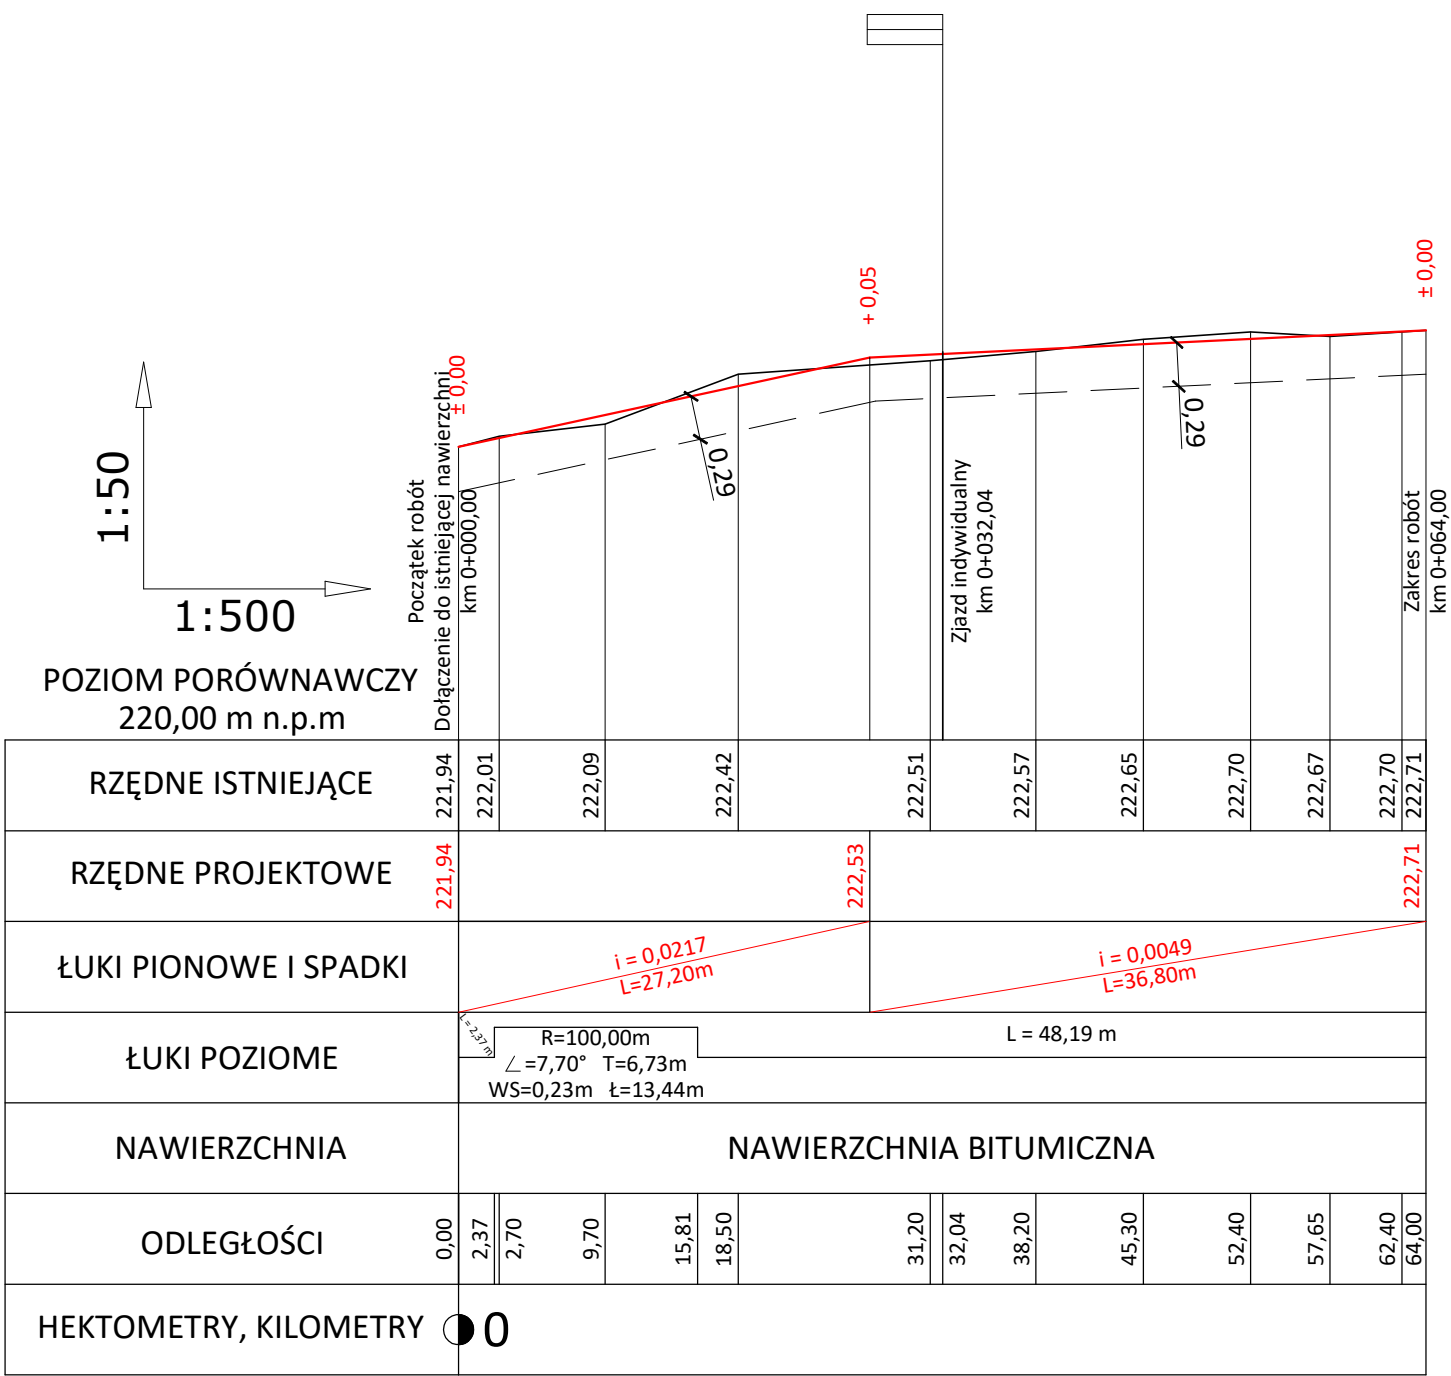 + 0,05
± 0,00
± 0,00
1:50
1:500
Początek robót
Dołączenie do istniejącej nawierzchni
km 0+000,00
0,29
0,29
Zjazd indywidualny
km 0+032,04
Zakres robót
km 0+064,00
POZIOM PORÓWNAWCZY
220,00 m n.p.m
RZĘDNE ISTNIEJĄCE
221,94
222,01
222,09
222,42
222,51
222,57
222,65
222,70
222,67
222,70
222,71
RZĘDNE PROJEKTOWE
221,94
222,53
222,71
ŁUKI PIONOWE I SPADKI
i = 0,0217
L=27,20m
i = 0,0049
L=36,80m
ŁUKI POZIOME
L = 2,37 m
R=100,00m
∠=7,70° T=6,73m
WS=0,23m Ł=13,44m
L = 48,19 m
NAWIERZCHNIA
NAWIERZCHNIA BITUMICZNA
ODLEGŁOŚCI
0,00
2,37
2,70
9,70
15,81
18,50
31,20
32,04
38,20
45,30
52,40
57,65
62,40
64,00
HEKTOMETRY, KILOMETRY
0